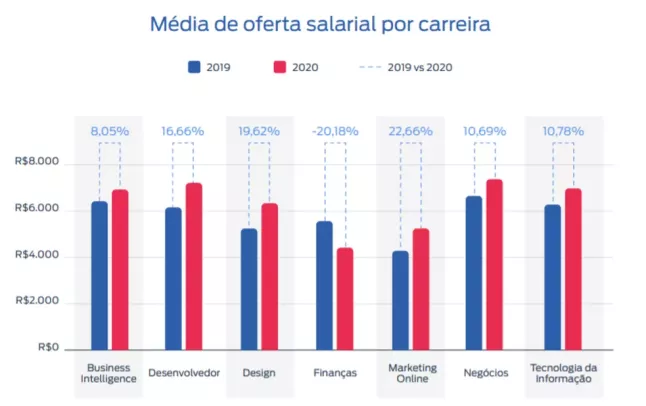 Média de oferta salarial por carreira
2019 2020 2019 vs 2020
8,05% 16,66% 19,62% -20,18% 22,66% 10,69% 10,78%
R$8.000
R$6.000
R$4.000
R$2.000
R$0
Business Intelligence
Desenvolvedor
Design
Finanças
Marketing Online
Negócios
Tecnologia da Informação